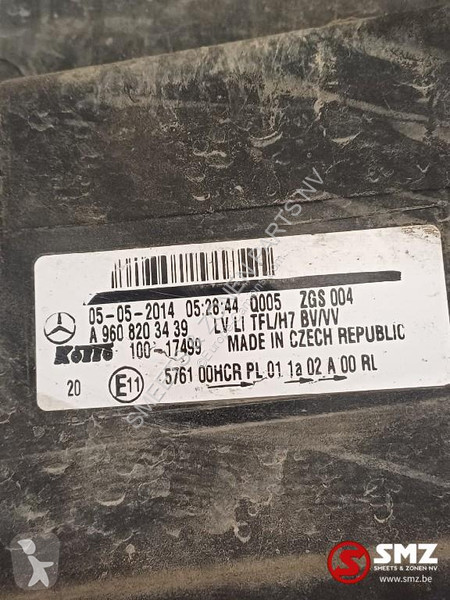 05-05-2014 05:28:44 0005 ZGS 004
A 960 820 34 39 LV LI TFL/H7 BV/VV
100-17499 MADE IN CZECH REPUBLIC
20 E11 5761 00HCR PL 01 1a 02 A 00 RL
SMZ
SHEETS & ZONEN NV
www.smz.be